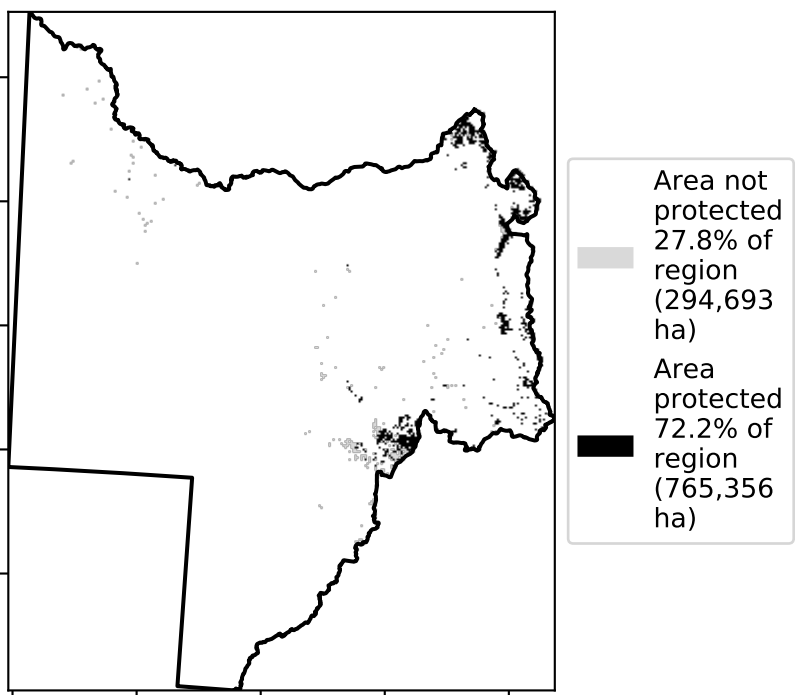 Area not
protected
27.8% of
region
(294,693
ha)
Area
protected
72.2% of
region
(765,356
ha)